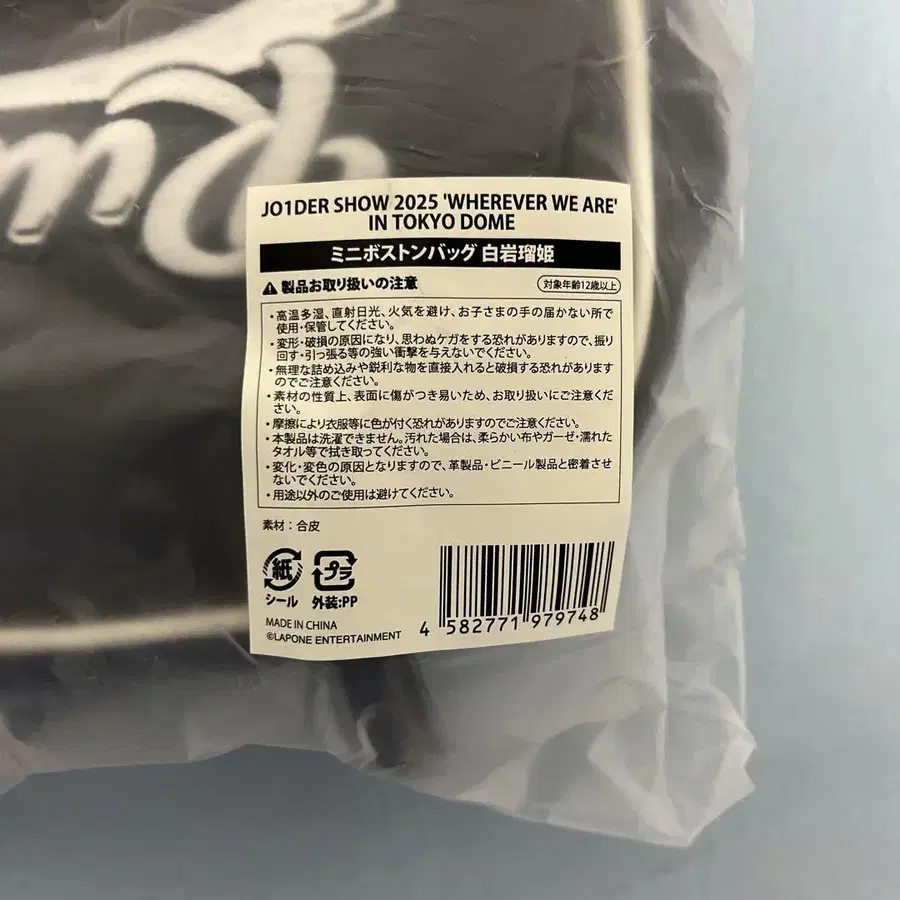 Ru
JO1DER SHOW 2025 'WHEREVER WE ARE'
IN TOKYO DOME
ミニボストンバッグ 白岩瑠姫
製品お取り扱いの注意
対象年齢12歳以上
・高温多湿、直射日光、火気を避け、お子さまの手の届かない所で
使用・保管してください。
・変形・破損の原因になり、思わぬケガをする恐れがありますので、振り
回す・引っ張る等の強い衝撃を与えないでください。
・無理な詰め込みや鋭利な物を直接入れると破損する恐れがあります
のでご注意ください。
・素材の性質上、表面に傷がつき易いため、お取り扱いにご注意くだ
さい。
・摩擦により衣服等に色が付く恐れがありますのでご注意ください。
・本製品は洗濯できません。汚れた場合は、柔らかい布やガーゼ・濡れた
タオル等で拭き取ってください。
・変化・変色の原因となりますので、革製品・ビニール製品と密着させ
ないでください。
・用途以外のご使用は避けてください。
素材：合皮
紙 プラ
シール 外装:PP
MADE IN CHINA
©LAPONE ENTERTAINMENT
4 582771 979748